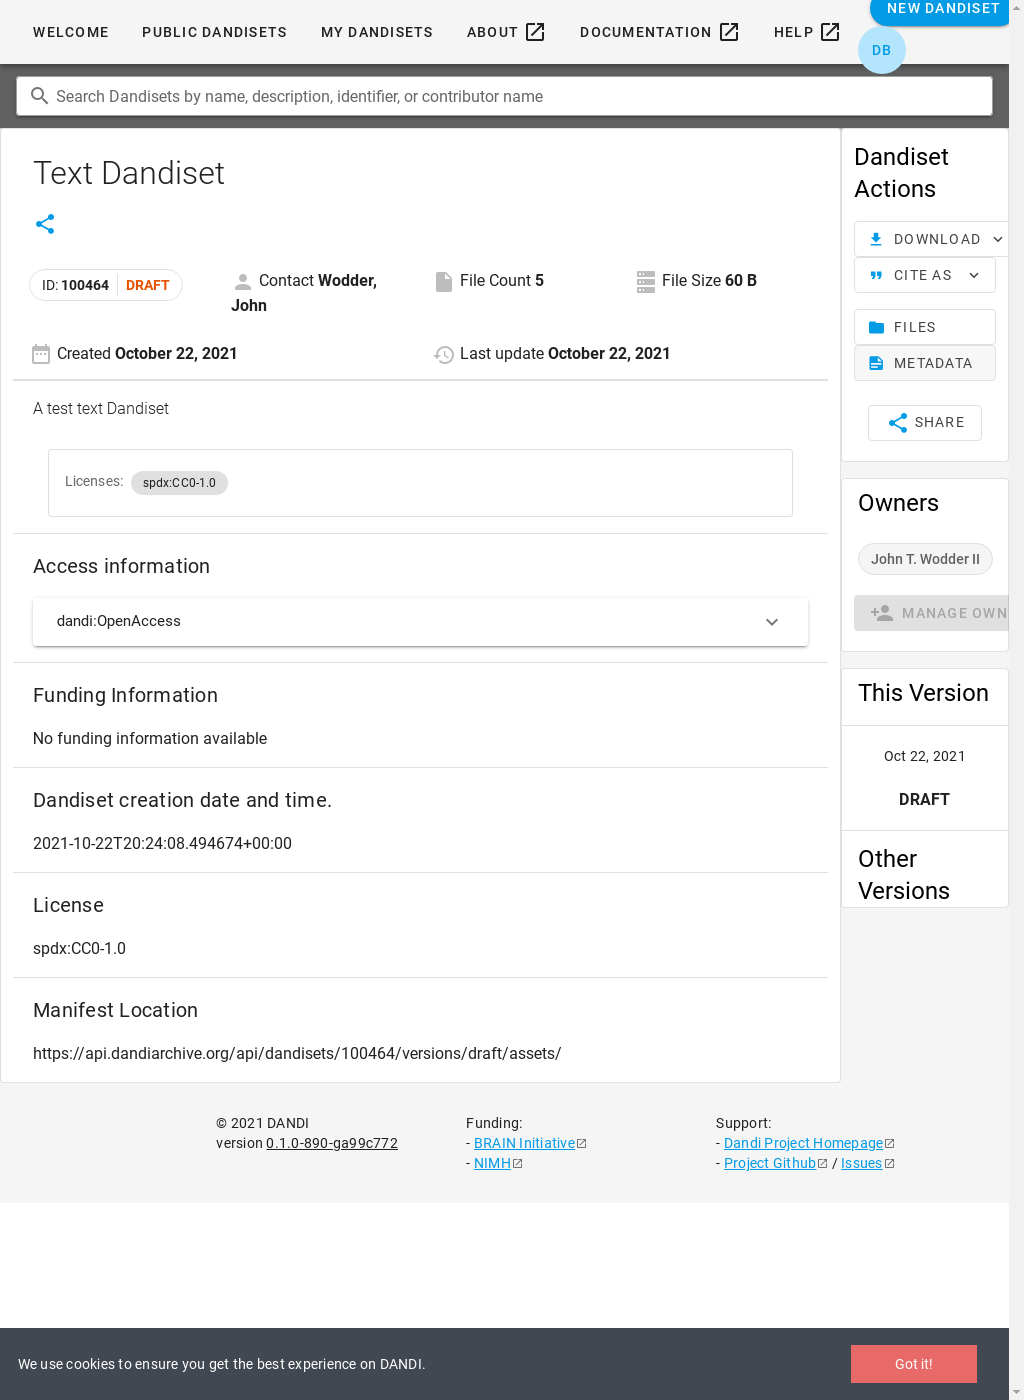 WELCOME PUBLIC DANDISETS MY DANDISETS ABOUT DOCUMENTATION HELP NEW DANDISET
DB
Search Dandisets by name, description, identifier, or contributor name
Text Dandiset
ID: 100464 DRAFT
Contact Wodder, John
File Count 5
File Size 60 B
Created October 22, 2021
Last update October 22, 2021
A test text Dandiset
Licenses: spdx:CC0-1.0
Access information
dandi:OpenAccess
Funding Information
No funding information available
Dandiset creation date and time.
2021-10-22T20:24:08.494674+00:00
License
spdx:CC0-1.0
Manifest Location
https://api.dandiarchive.org/api/dandisets/100464/versions/draft/assets/
Dandiset
Actions
DOWNLOAD
CITE AS
FILES
METADATA
SHARE
Owners
John T. Wodder II
MANAGE OWN
This Version
Oct 22, 2021
DRAFT
Other
Versions
© 2021 DANDI
version 0.1.0-890-ga99c772
Funding:
- BRAIN Initiative
- NIMH
Support:
- Dandi Project Homepage
- Project Github / Issues
We use cookies to ensure you get the best experience on DANDI.
Got it!